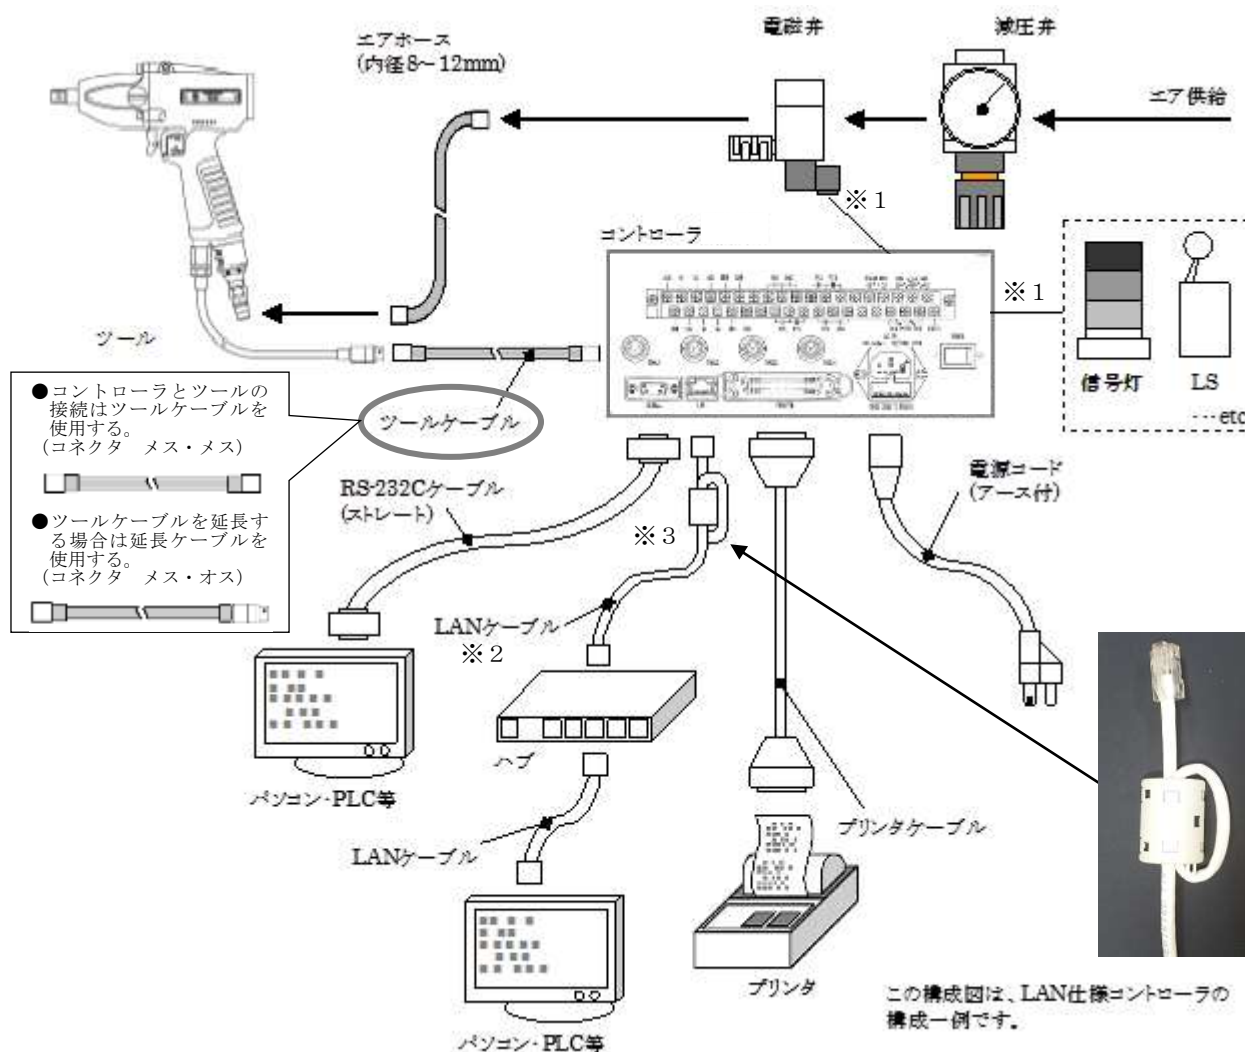 電磁弁
減圧弁
エアホース
(内径8～12mm)
エア供給
※1
コントローラ
※1
ツール
信号灯
LS
…etc
●コントローラとツールの
接続はツールケーブルを
使用する。
(コネクタ　メス・メス)
●ツールケーブルを延長す
る場合は延長ケーブルを
使用する。
(コネクタ　メス・オス)
ツールケーブル
RS-232Cケーブル
(ストレート)
電源コード
(アース付)
※3
LANケーブル
※2
ハブ
パソコン・PLC等
LANケーブル
プリンタケーブル
プリンタ
パソコン・PLC等
この構成図は、LAN仕様コントローラの
構成一例です。